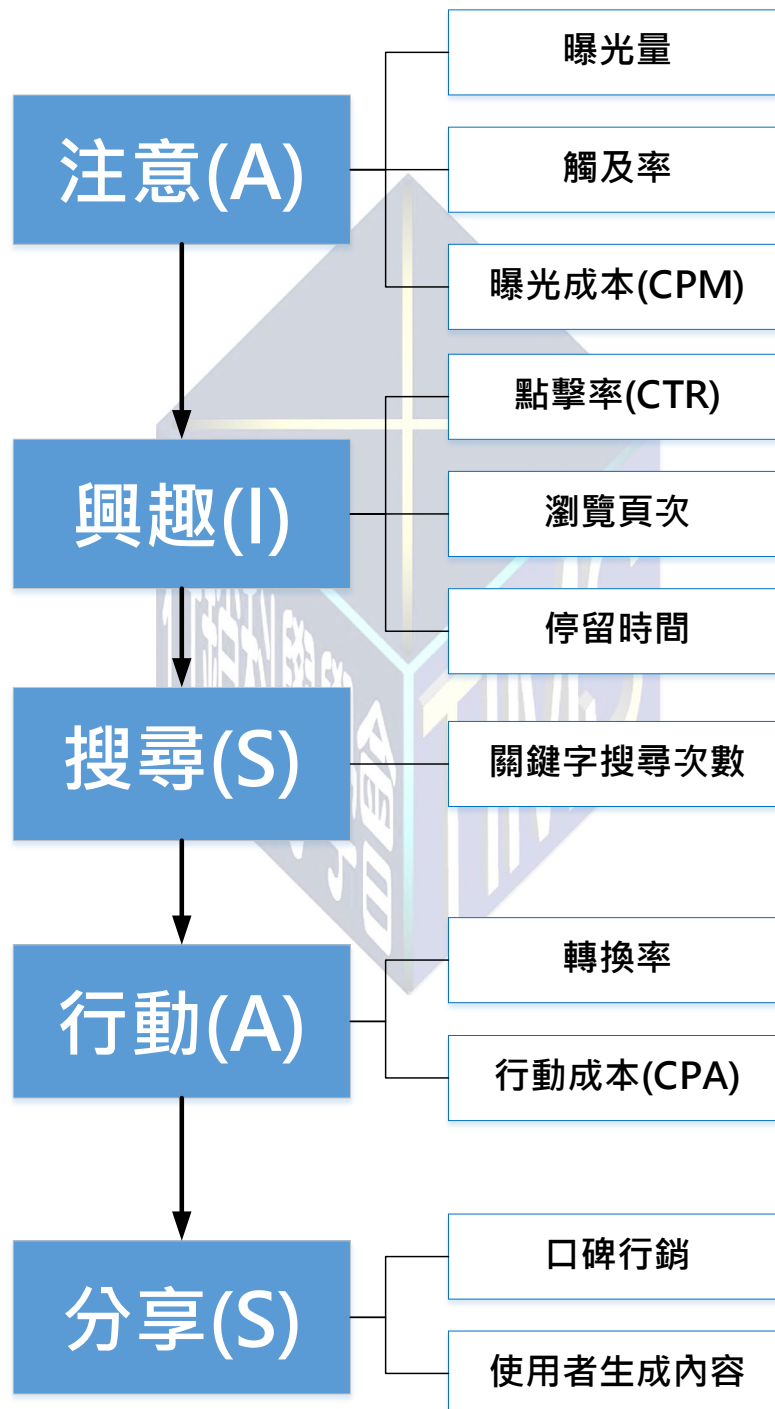 注意(A)
曝光量
觸及率
曝光成本(CPM)
興趣(I)
點擊率(CTR)
瀏覽頁次
停留時間
搜尋(S)
關鍵字搜尋次數
行動(A)
轉換率
行動成本(CPA)
分享(S)
口碑行銷
使用者生成內容